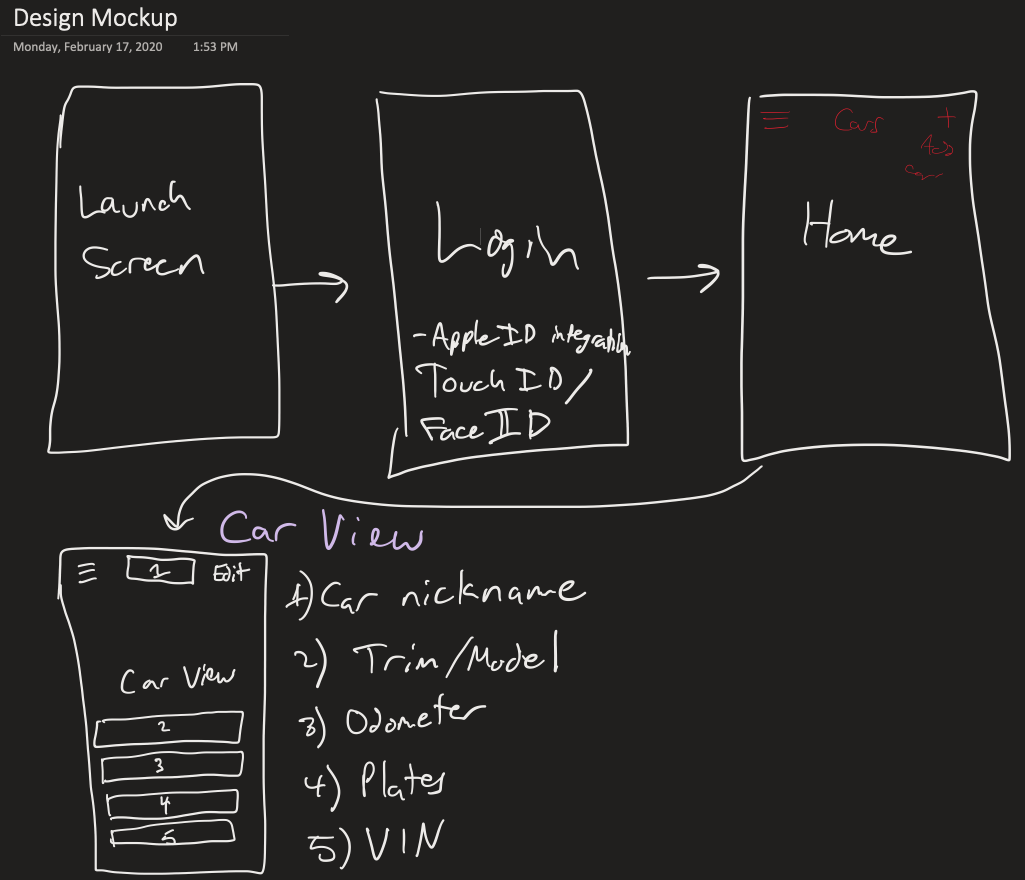 Design Mockup
Monday, February 17, 2020 1:53 PM
Launch
Screen
Login
- Apple ID integration
Touch ID /
Face ID
Cars +
Add
Car
Home
Car View
1 Edit
Car View
2
3
4
5
1) Car nickname
2) Trim/Model
3) Odometer
4) Plates
5) VIN